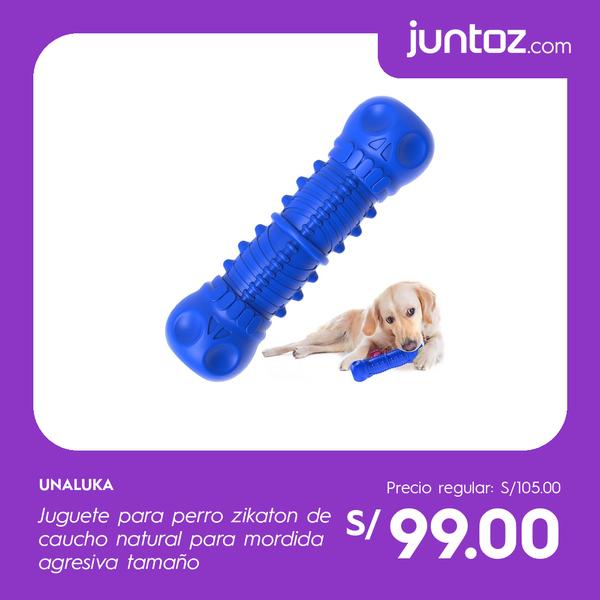 juntoz.com
UNALUKA
Juguete para perro zikaton de
caucho natural para mordida
agresiva tamaño
Precio regular: S/105.00
S/99.00